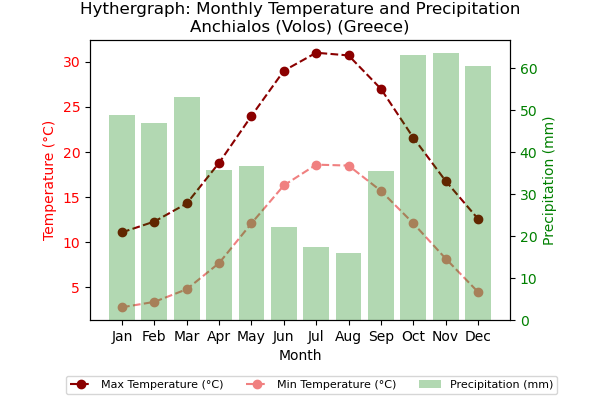 Hythergraph: Monthly Temperature and Precipitation
Anchialos (Volos) (Greece)
30
25
20
15
10
5
Temperature (°C)
60
50
40
30
20
10
0
Precipitation (mm)
Jan Feb Mar Apr May Jun Jul Aug Sep Oct Nov Dec
Month
Max Temperature (°C) Min Temperature (°C) Precipitation (mm)